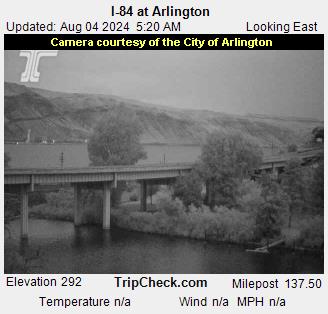 I-84 at Arlington
Updated: Aug 04 2024 5:20 AM Looking East
Camera courtesy of the City of Arlington
Elevation 292 TripCheck.com Milepost 137.50
Temperature n/a Wind n/a MPH n/a